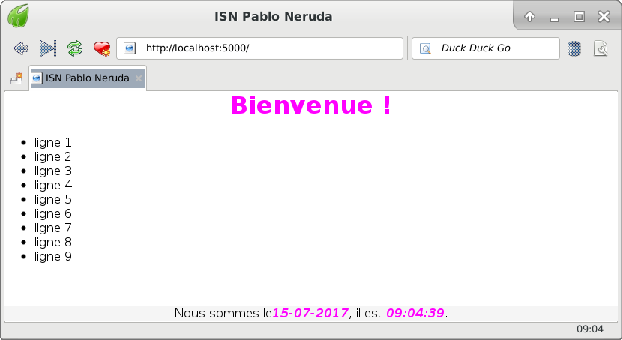 ISN Pablo Neruda
http://localhost:5000/
Duck Duck Go
ISN Pablo Neruda
Bienvenue !
ligne 1
ligne 2
ligne 3
ligne 4
ligne 5
ligne 6
ligne 7
ligne 8
ligne 9
Nous sommes le 15-07-2017, il es. 09:04:39.
09:04